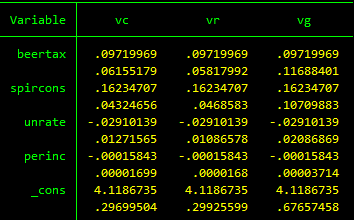 Variable vc vr vg
beertax .09719969 .09719969 .09719969
.06155179 .05817992 .11688401
spircons .16234707 .16234707 .16234707
.04324656 .0468583 .10709883
unrate -.02910139 -.02910139 -.02910139
.01271565 .01086578 .02086869
perinc -.00015843 -.00015843 -.00015843
.00001699 .0000168 .00003714
_cons 4.1186735 4.1186735 4.1186735
.29699504 .29925599 .67657458